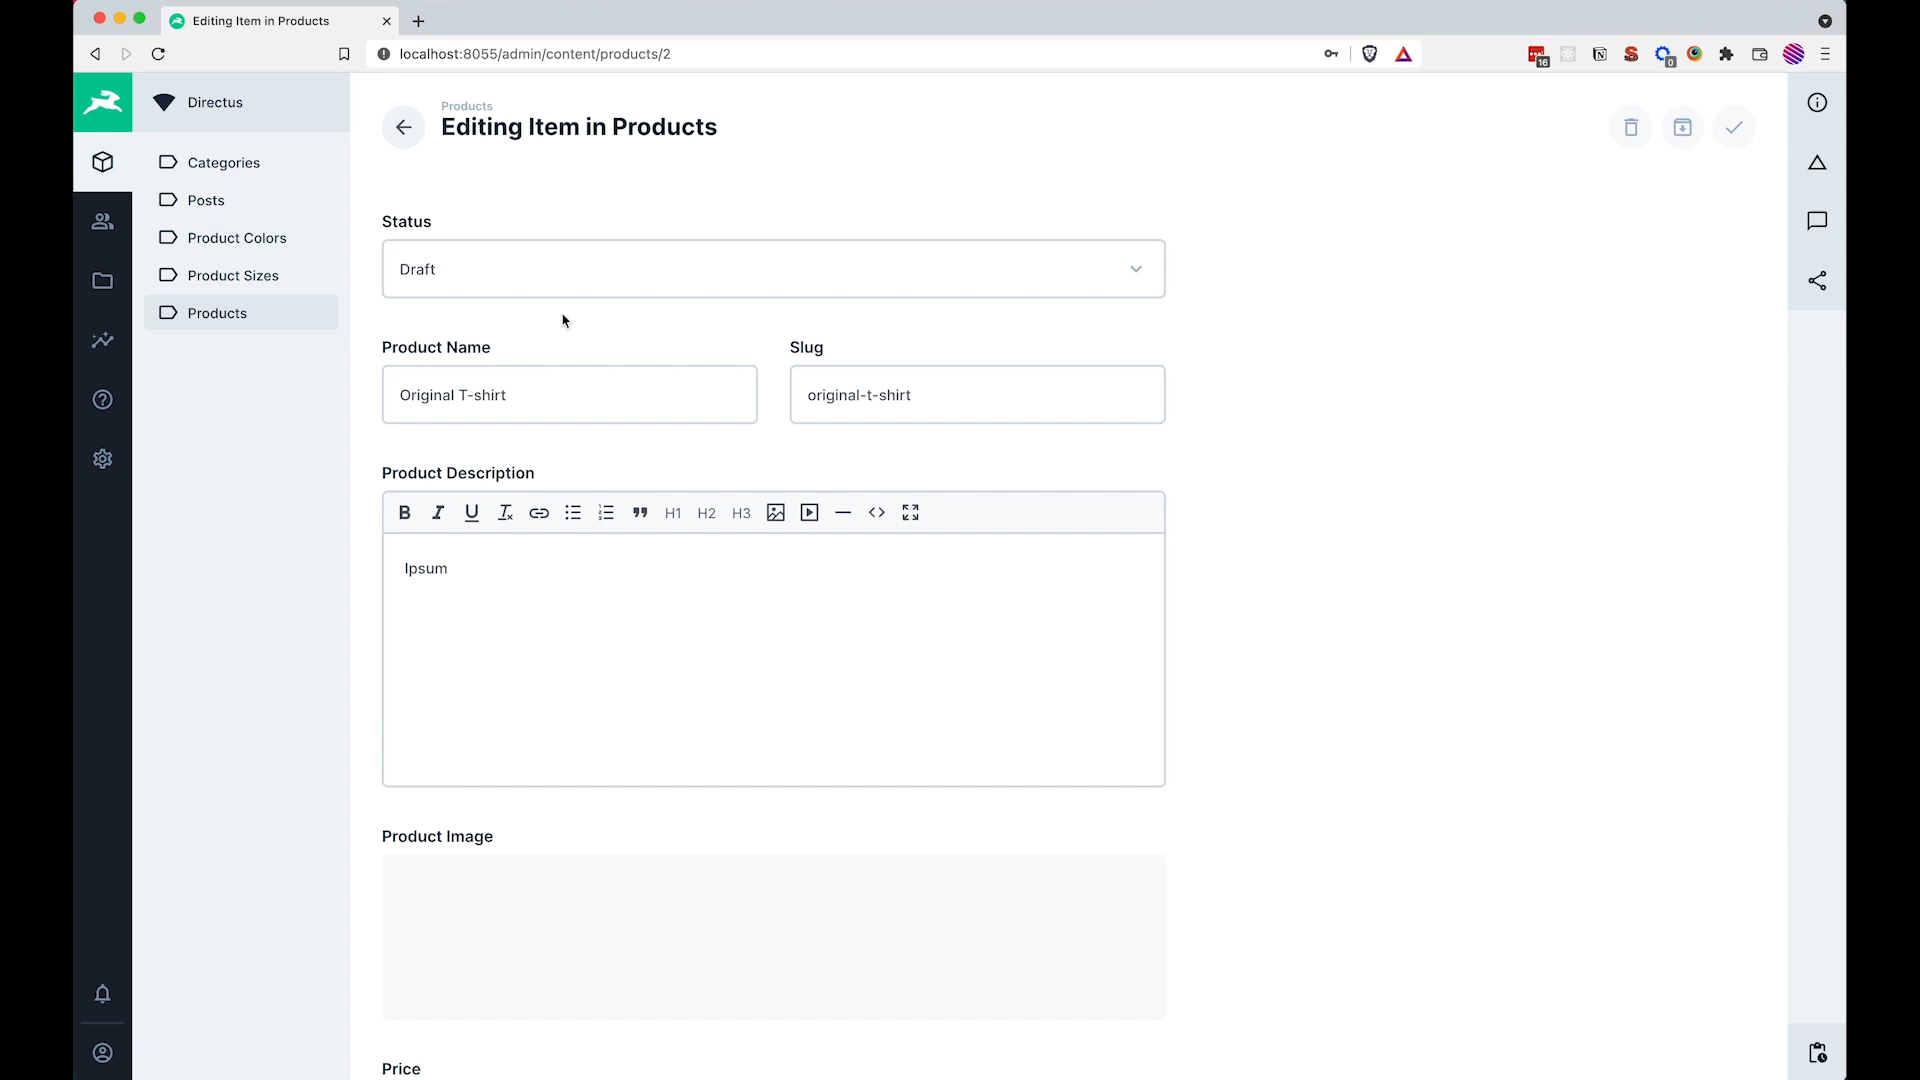 Editing Item in Products
localhost:8055/admin/content/products/2
16
0
Directus
Categories
Posts
Product Colors
Product Sizes
Products
Products
Editing Item in Products
Status
Draft
Product Name
Slug
Original T-shirt
original-t-shirt
Product Description
H1 H2 H3
Ipsum
Product Image
Price